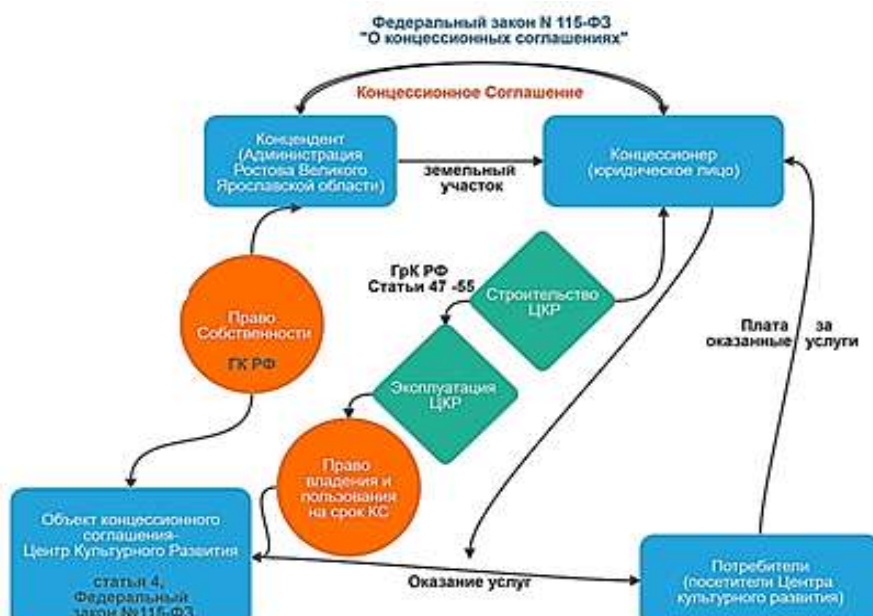 Федеральный закон N 115-ФЗ
"О концессионных соглашениях"
Концессионное Соглашение
Концендент
(Администрация
Ростова Великого
Ярославской области)
земельный
участок
Концессионер
(юридическое лицо)
ГрК РФ
Статьи 47 -55
Строительство
ЦКР
Право
Собственности
ГК РФ
Плата за
оказанные услуги
Эксплуатация
ЦКР
Право
владения и
пользования
на срок КС
Объект концессионного
соглашения-
Центр Культурного Развития
статья 4,
Федеральный
закон №115-ФЗ
Оказание услуг
Потребители
(посетители Центра
культурного развития)